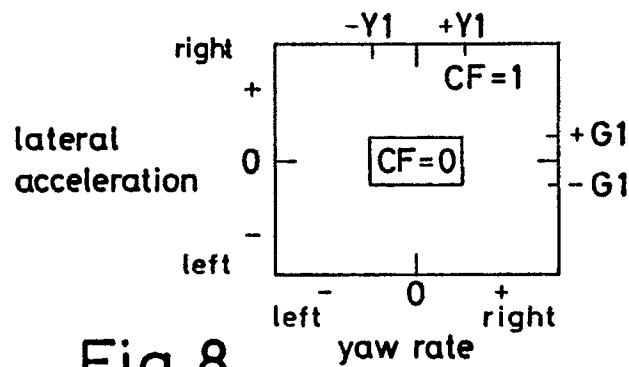 -Y1 +Y1
right
CF=1
+
lateral
acceleration
0
CF=0
+G1
-G1
-
left
- 0 +
left right
yaw rate
Fig.8